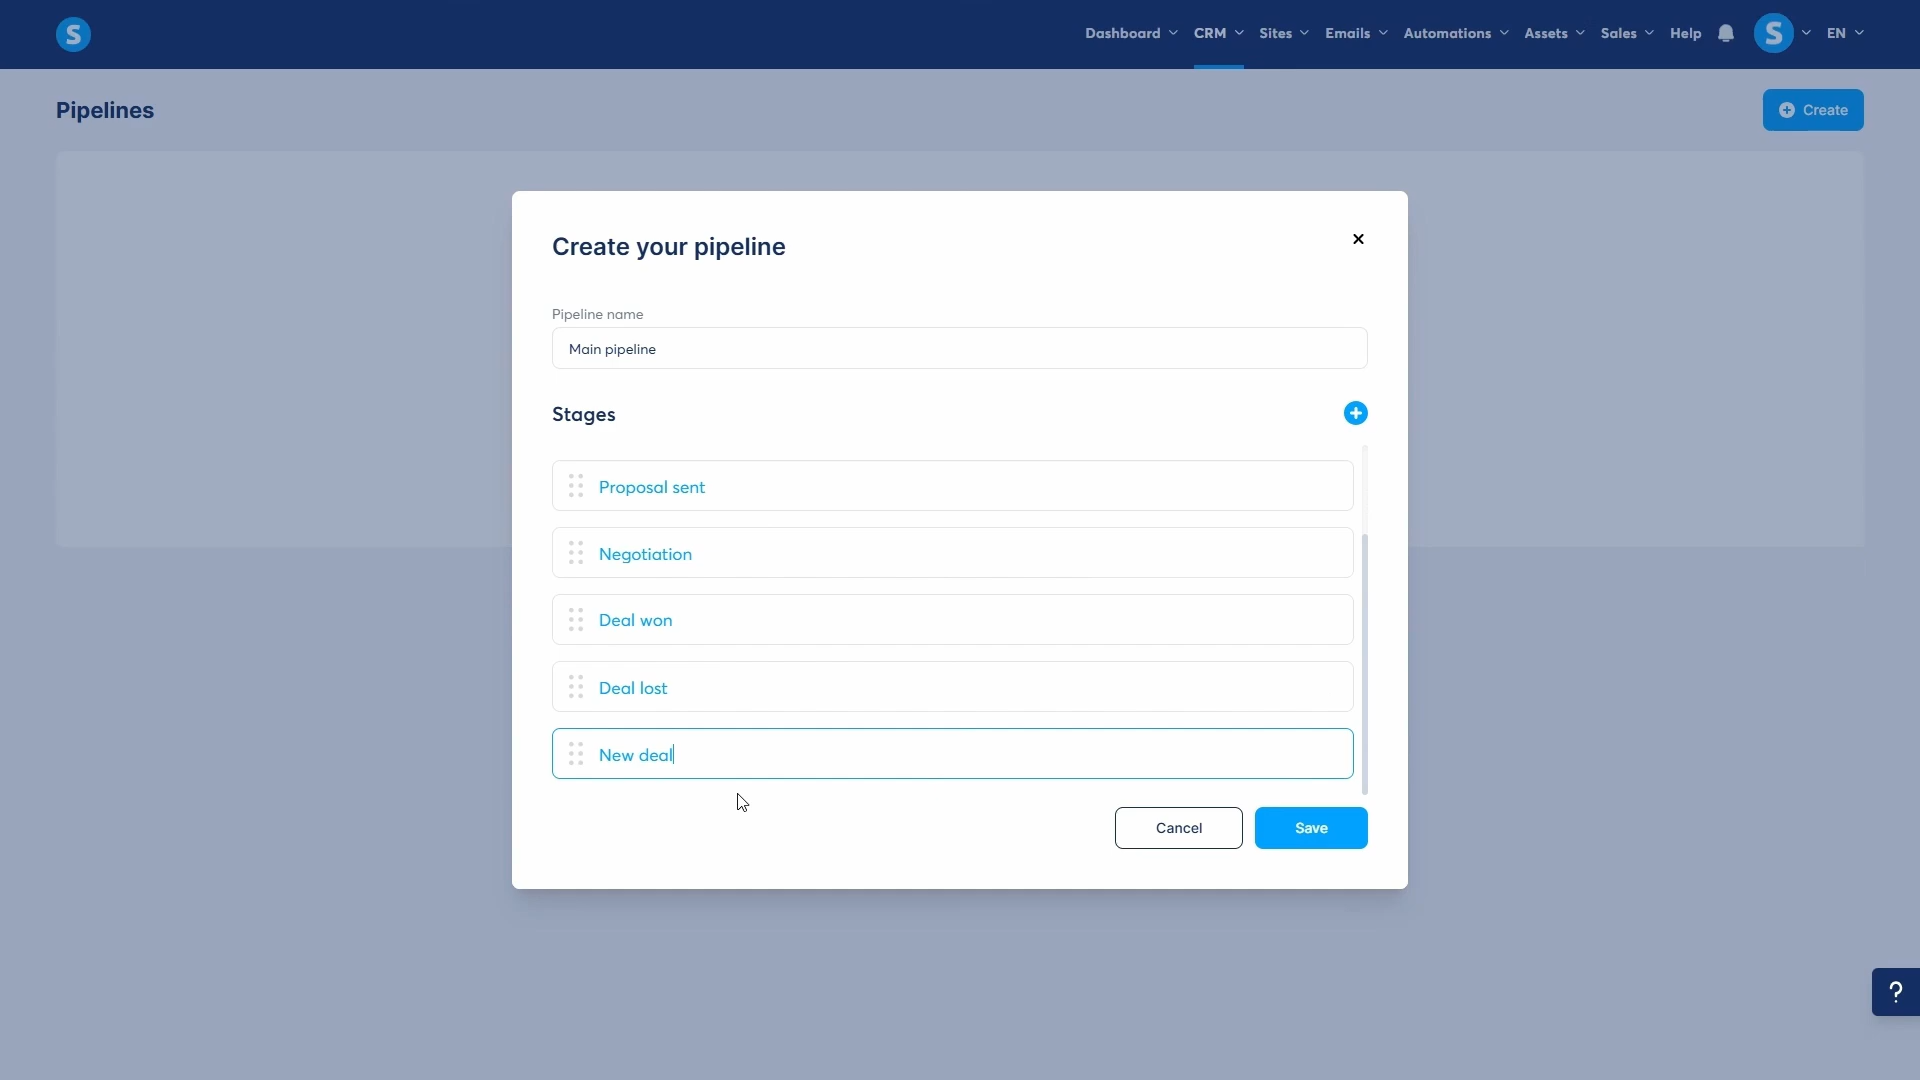 S Dashboard CRM Sites Emails Automations Assets Sales Help S EN
Pipelines
Create
Create your pipeline
Pipeline name
Main pipeline
Stages
Proposal sent
Negotiation
Deal won
Deal lost
New deal
Cancel Save
?